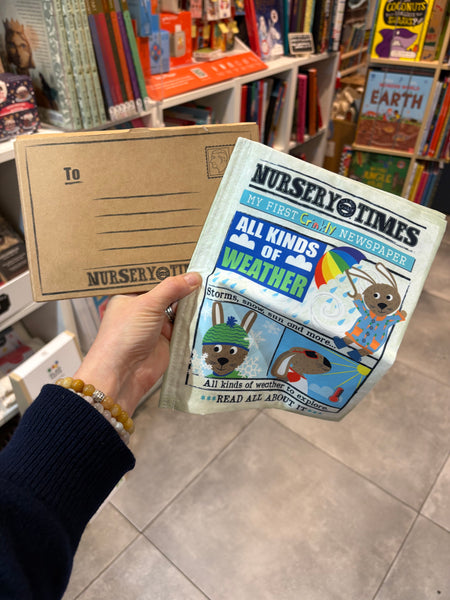 To
NURSERY TIMES
NURSERY TIMES
MY FIRST Crinkly NEWSPAPER
ALL KINDS
OF
WEATHER
Storms, snow, sun and more...
All kinds of weather to explore.
READ ALL ABOUT IT
COCONUTS
EARTH